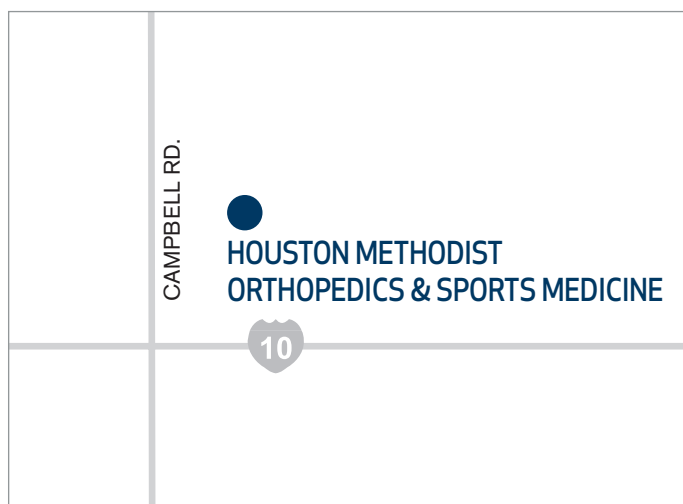 CAMPBELL RD.
HOUSTON METHODIST
ORTHOPEDICS & SPORTS MEDICINE
10